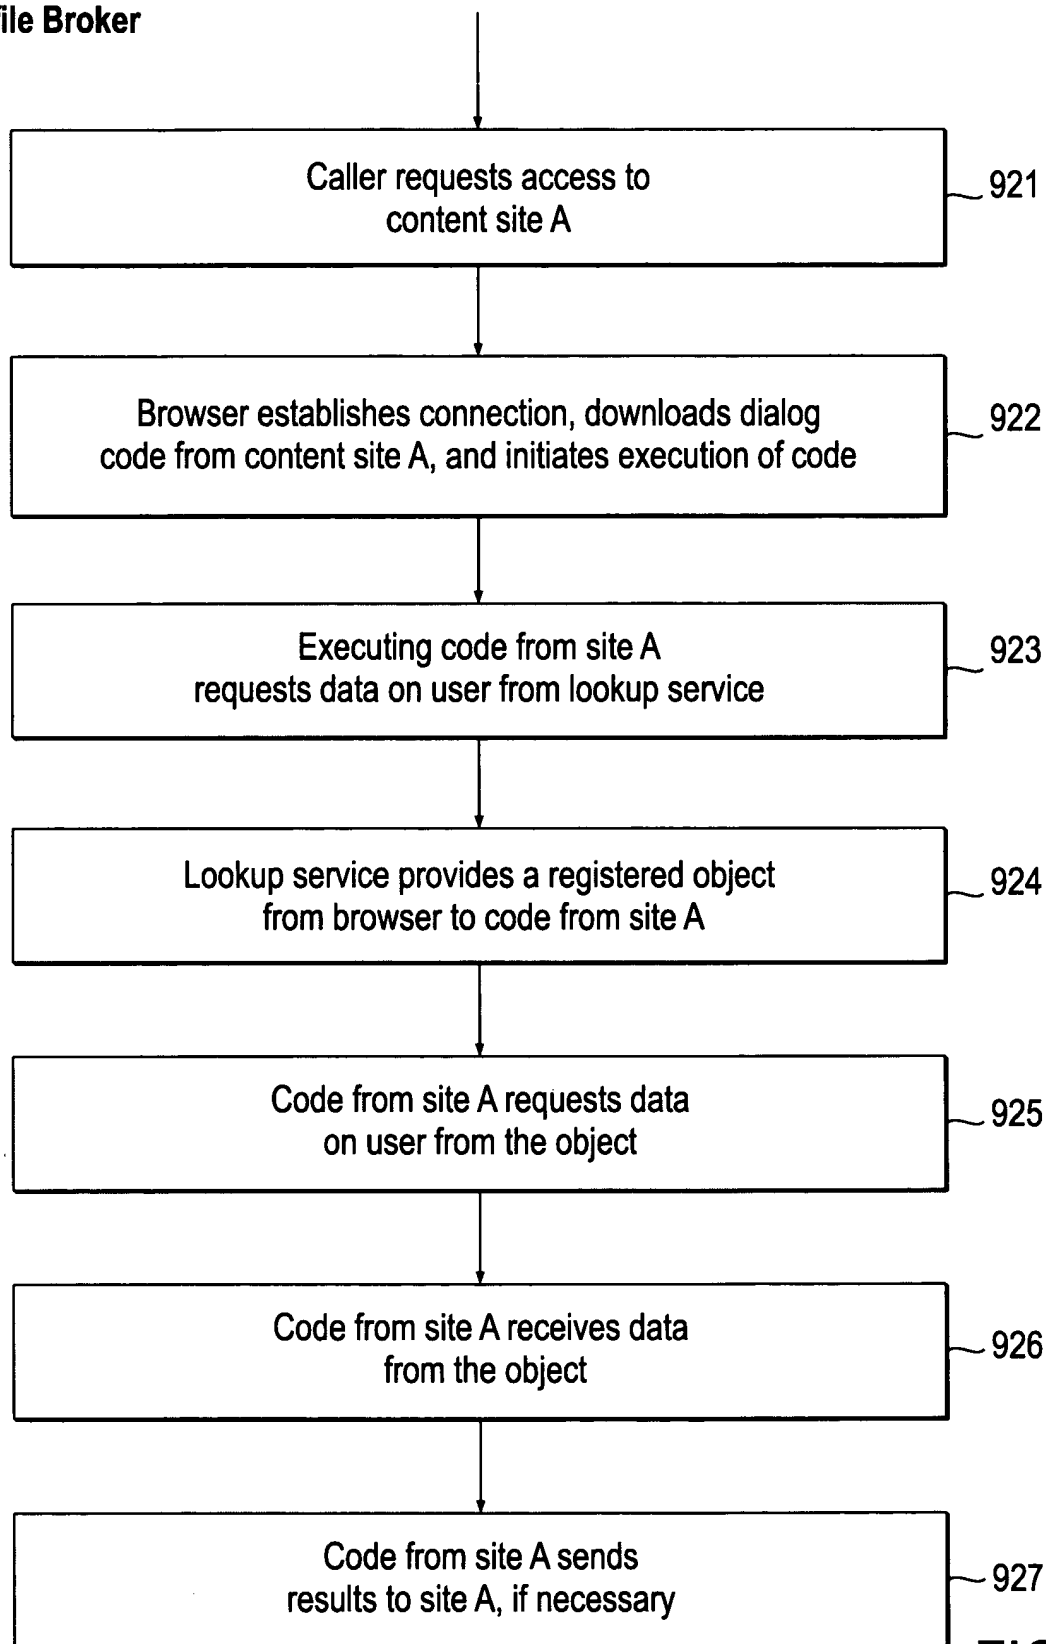 file Broker
Caller requests access to
content site A
921
Browser establishes connection, downloads dialog
code from content site A, and initiates execution of code
922
Executing code from site A
requests data on user from lookup service
923
Lookup service provides a registered object
from browser to code from site A
924
Code from site A requests data
on user from the object
925
Code from site A receives data
from the object
926
Code from site A sends
results to site A, if necessary
927